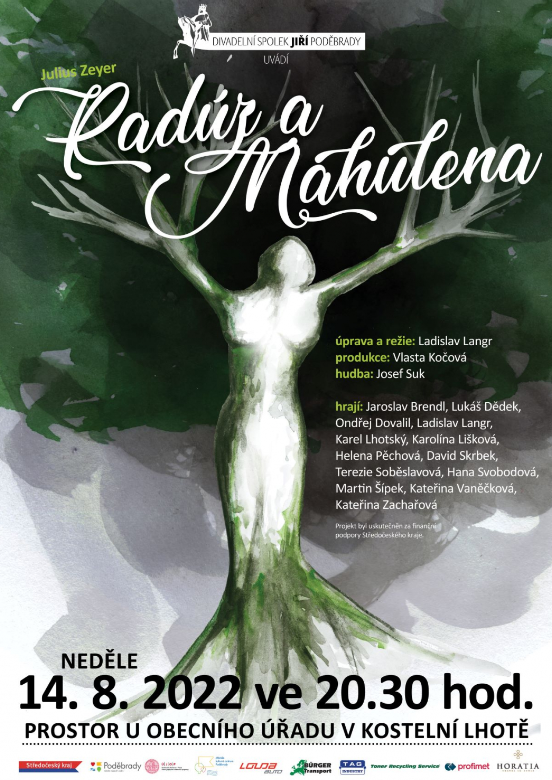 DIVADELNÍ SPOLEK JIŘÍ PODĚBRADY
UVÁDÍ
Julius Zeyer
Radúz a
Mahulena
úprava a režie: Ladislav Langr
produkce: Vlasta Kočová
hudba: Josef Suk
hrají: Jaroslav Brendl, Lukáš Dědek,
Ondřej Dovalil, Ladislav Langr,
Karel Lhotský, Karolína Lišková,
Helena Pěchová, David Skrbek,
Terezie Soběslavová, Hana Svobodová,
Martin Šípek, Kateřina Vaněčková,
Kateřina Zachařová
Projekt byl uskutečněn za finanční
podpory Středočeského kraje.
NEDĚLE
14. 8. 2022 ve 20.30 hod.
PROSTOR U OBECNÍHO ÚŘADU V KOSTELNÍ LHOTĚ
Středočeský kraj
Poděbrady
LOUDA AUTO
BÜRGER transport
TAG INDUSTRY
Toner Recycling Service
profimet
HORATIA